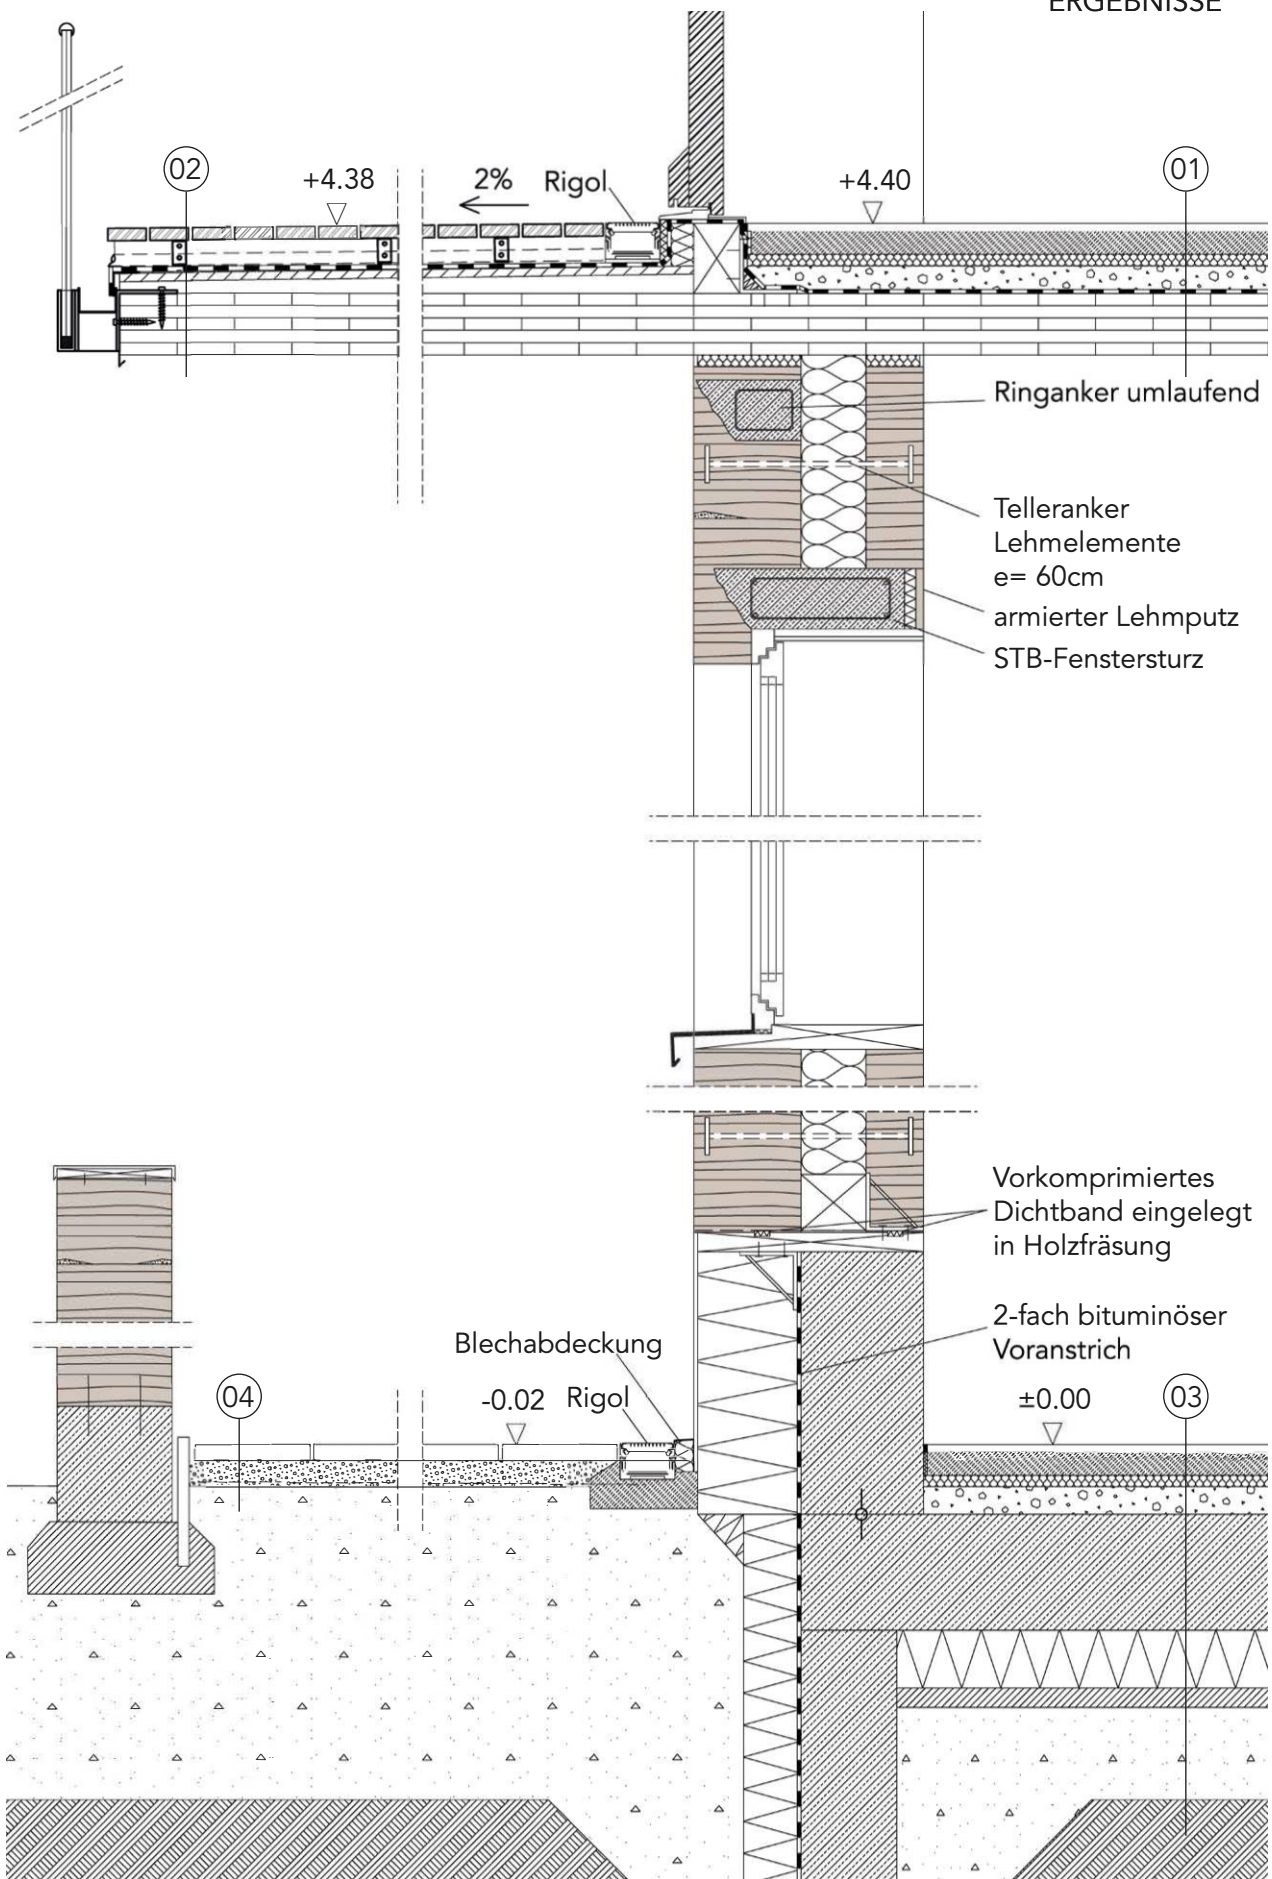 ERGEBNISSE
02
+4.38
2%
Rigol
+4.40
01
Ringanker umlaufend
Telleranker
Lehmelemente
e= 60cm
armierter Lehmputz
STB-Fenstersturz
Vorkomprimiertes
Dichtband eingelegt
in Holzfräsung
2-fach bituminöser
Voranstrich
Blechabdeckung
04
-0.02
Rigol
±0.00
03